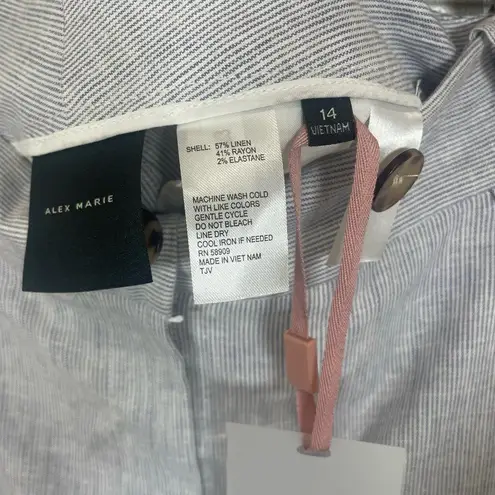 ALEX MARIE
SHELL: 57% LINEN
41% RAYON
2% ELASTANE
MACHINE WASH COLD
WITH LIKE COLORS
GENTLE CYCLE
DO NOT BLEACH
LINE DRY
COOL IRON IF NEEDED
RN 58909
MADE IN VIET NAM
TJV
14
VIETNAM